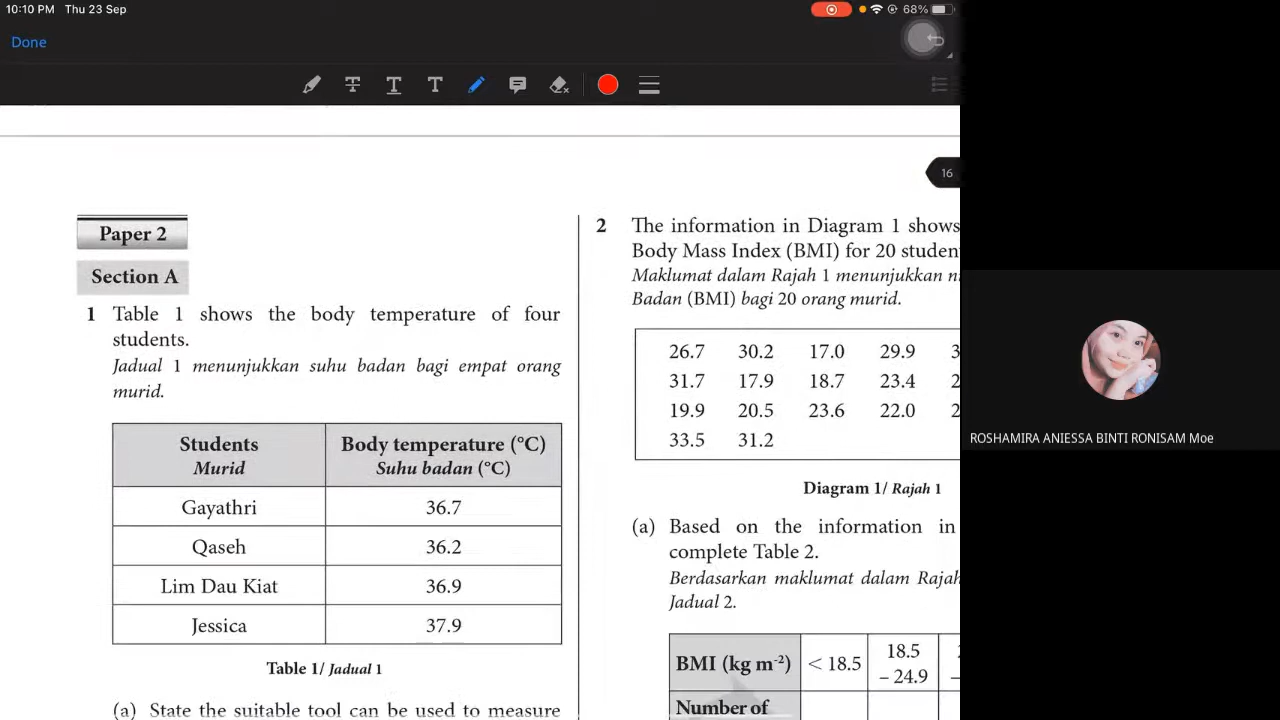 10:10 PM Thu 23 Sep
68%
Done
16
Paper 2
Section A
1 Table 1 shows the body temperature of four
students.
Jadual 1 menunjukkan suhu badan bagi empat orang
murid.
Students Body temperature (°C)
Murid Suhu badan (°C)
Gayathri 36.7
Qaseh 36.2
Lim Dau Kiat 36.9
Jessica 37.9
Table 1/ Jadual 1
(a) State the suitable tool can be used to measure
2 The information in Diagram 1 shows
Body Mass Index (BMI) for 20 studen
Maklumat dalam Rajah 1 menunjukkan
Badan (BMI) bagi 20 orang murid.
26.7 30.2 17.0 29.9 3
31.7 17.9 18.7 23.4 2
19.9 20.5 23.6 22.0 2
33.5 31.2
Diagram 1/ Rajah 1
(a) Based on the information in
complete Table 2.
Berdasarkan maklumat dalam Rajah
Jadual 2.
BMI (kg m⁻²) < 18.5 18.5
– 24.9 –
Number of
ROSHAMIRA ANIESSA BINTI RONISAM Moe